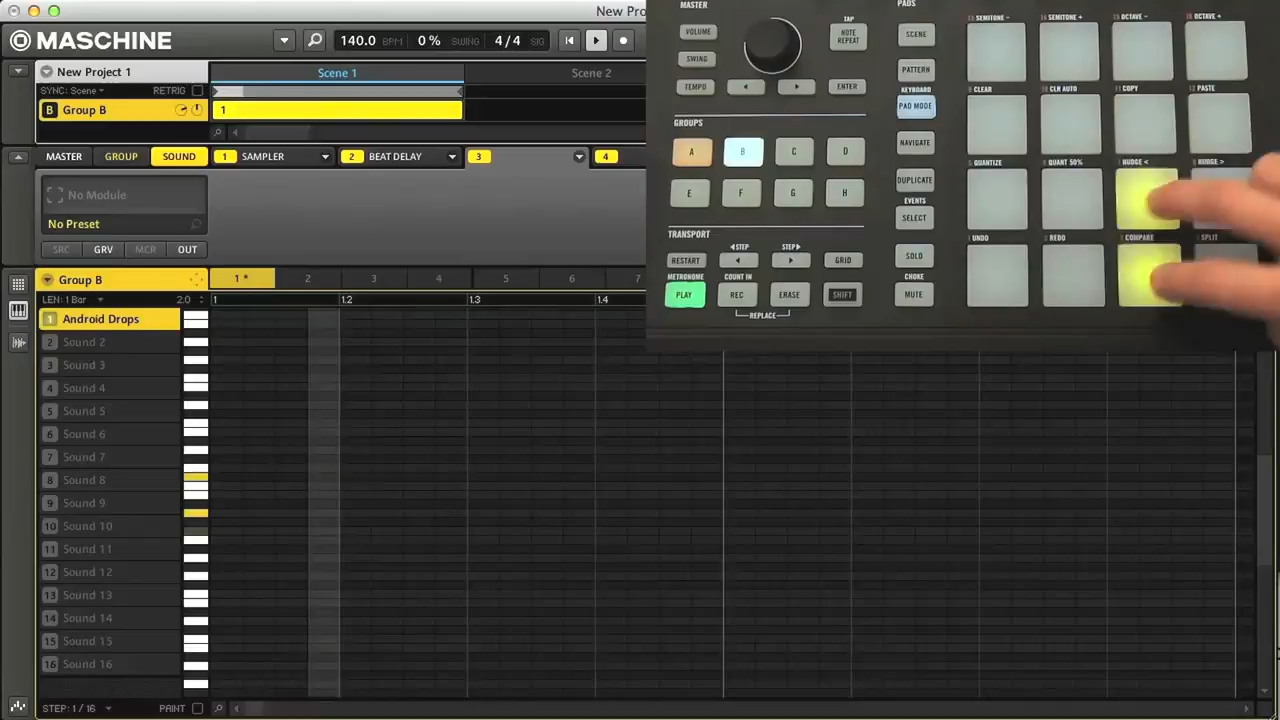 New Pro
MASCHINE
140.0 BPM 0% SWING 4/4 SIG
New Project 1
Scene 1
Scene 2
SYNC: Scene
RETRIG
B Group B
1
MASTER
GROUP
SOUND
1 SAMPLER
2 BEAT DELAY
3
4
No Module
No Preset
SRC
GRV
MCR
OUT
Group B
1 *
2
3
4
5
6
7
LEN: 1 Bar
2.0
1
1.2
1.3
1.4
1 Android Drops
2 Sound 2
3 Sound 3
4 Sound 4
5 Sound 5
6 Sound 6
7 Sound 7
8 Sound 8
9 Sound 9
10 Sound 10
11 Sound 11
12 Sound 12
13 Sound 13
14 Sound 14
15 Sound 15
16 Sound 16
STEP: 1 / 16
PAINT
MASTER
VOLUME
SWING
TEMPO
TAP
NOTE
REPEAT
ENTER
GROUPS
A
B
C
D
E
F
G
H
TRANSPORT
RESTART
◂STEP
STEP▸
GRID
METRONOME
PLAY
COUNT IN
REC
ERASE
SHIFT
REPLACE
PADS
SCENE
PATTERN
KEYBOARD
PAD MODE
NAVIGATE
DUPLICATE
EVENTS
SELECT
SOLO
CHOKE
MUTE
SEMITONE -
SEMITONE +
OCTAVE -
OCTAVE +
CLEAR
CLR AUTO
COPY
PASTE
QUANTIZE
QUANT 50%
NUDGE <
NUDGE >
UNDO
REDO
COMPARE
SPLIT